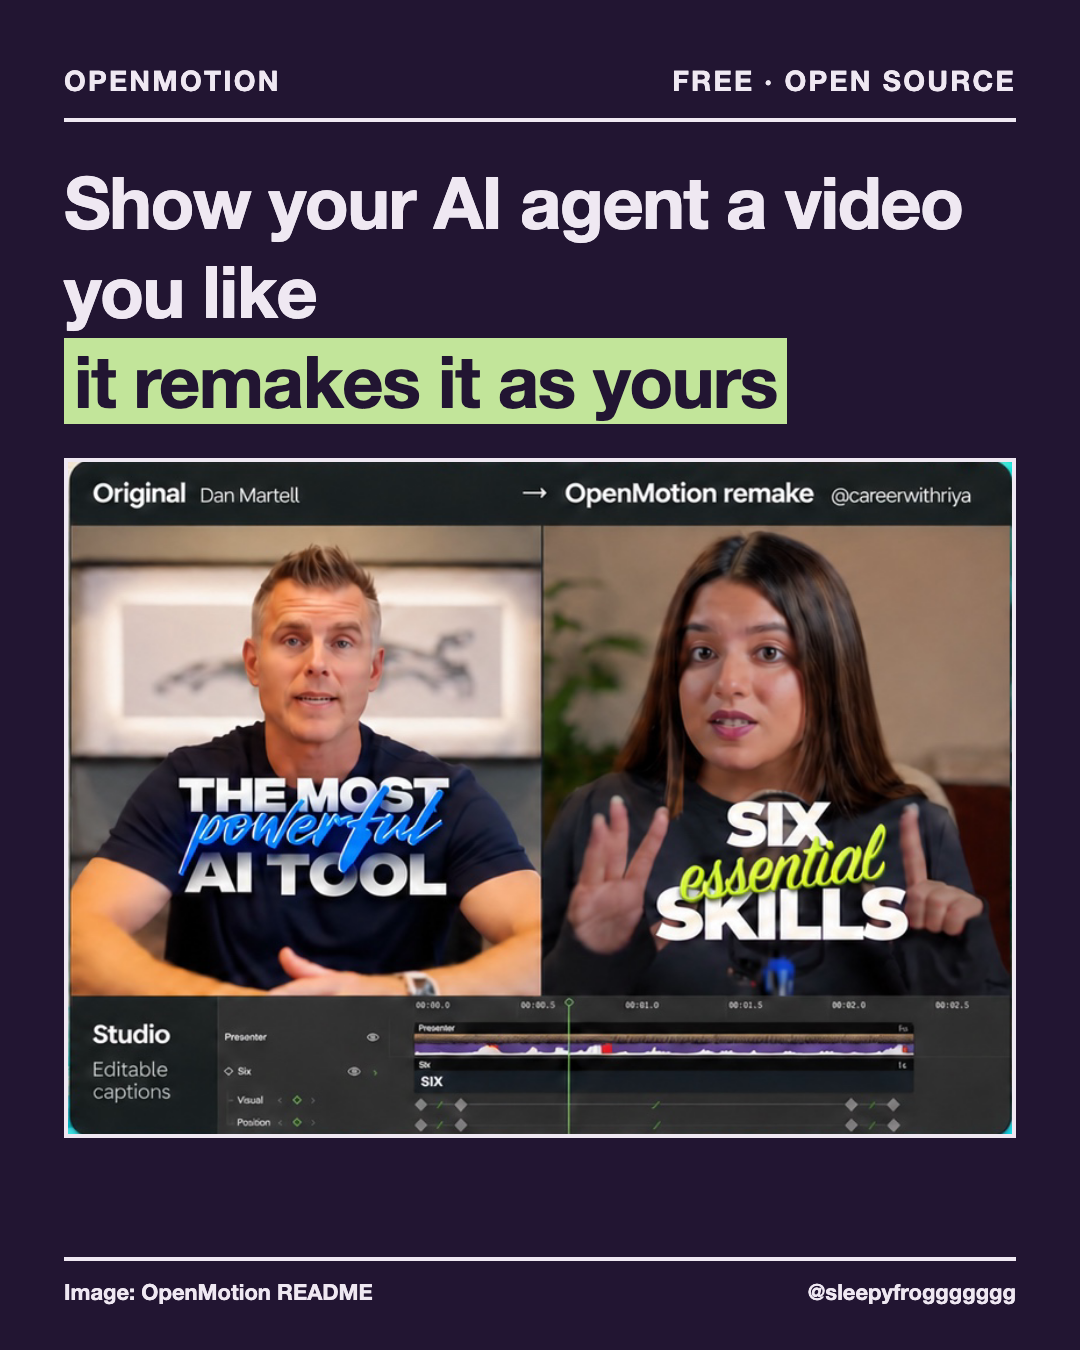 OPENMOTION
FREE · OPEN SOURCE
Show your AI agent a video
you like
it remakes it as yours
Original Dan Martell → OpenMotion remake @careerwithriya
THE MOST
powerful
AI TOOL
SIX
essential
SKILLS
00:00.0 00:00.5 00:01.0 00:01.5 00:02.0 00:02.5
Studio
Editable
captions
Presenter
Six
Visual
Position
Presenter
Six
SIX
Image: OpenMotion README
@sleepyfroggggggg